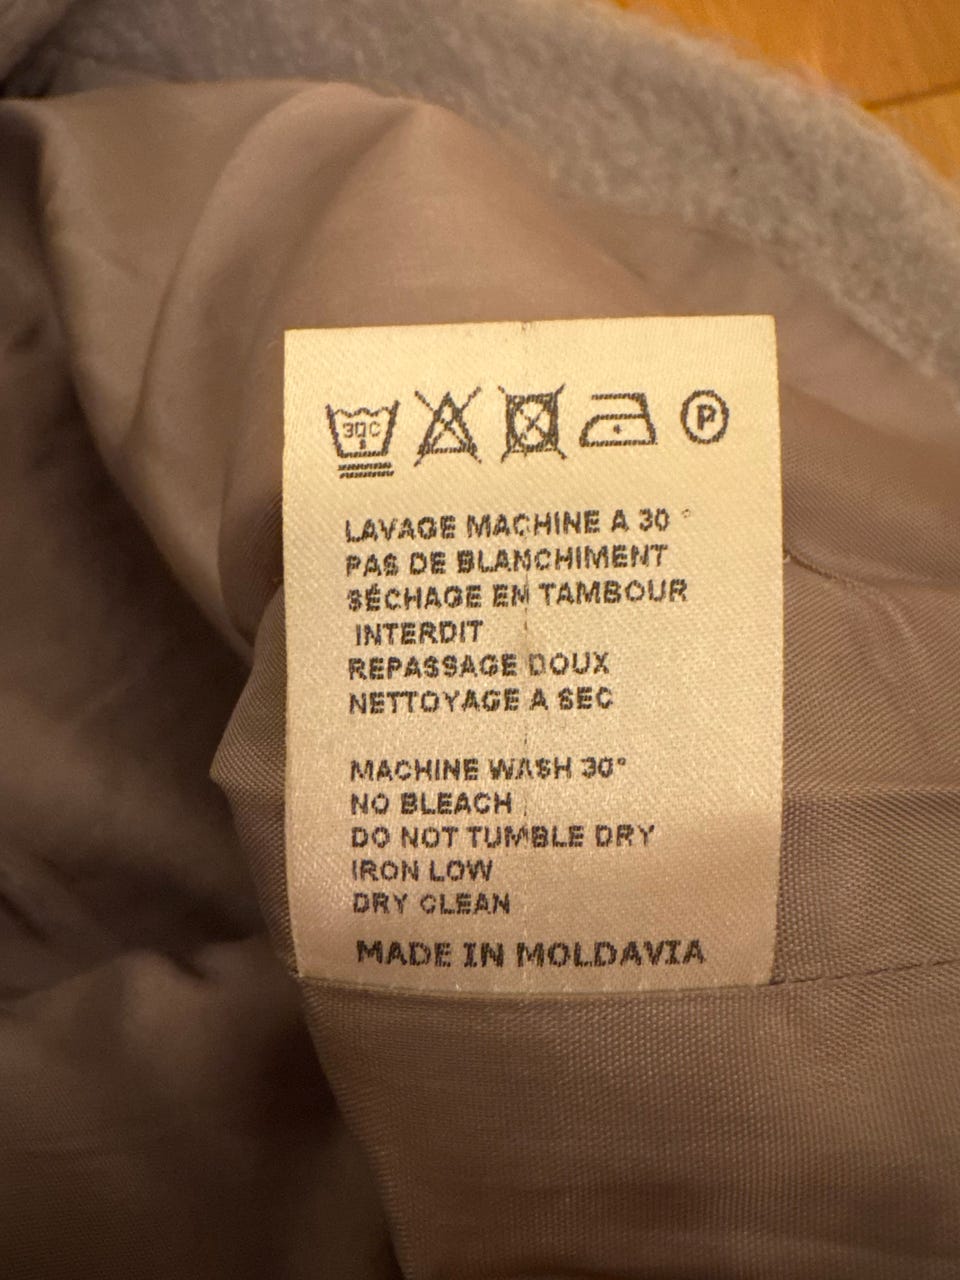 30C
P
LAVAGE MACHINE A 30 °
PAS DE BLANCHIMENT
SÉCHAGE EN TAMBOUR
INTERDIT
REPASSAGE DOUX
NETTOYAGE A SEC
MACHINE WASH 30°
NO BLEACH
DO NOT TUMBLE DRY
IRON LOW
DRY CLEAN
MADE IN MOLDAVIA